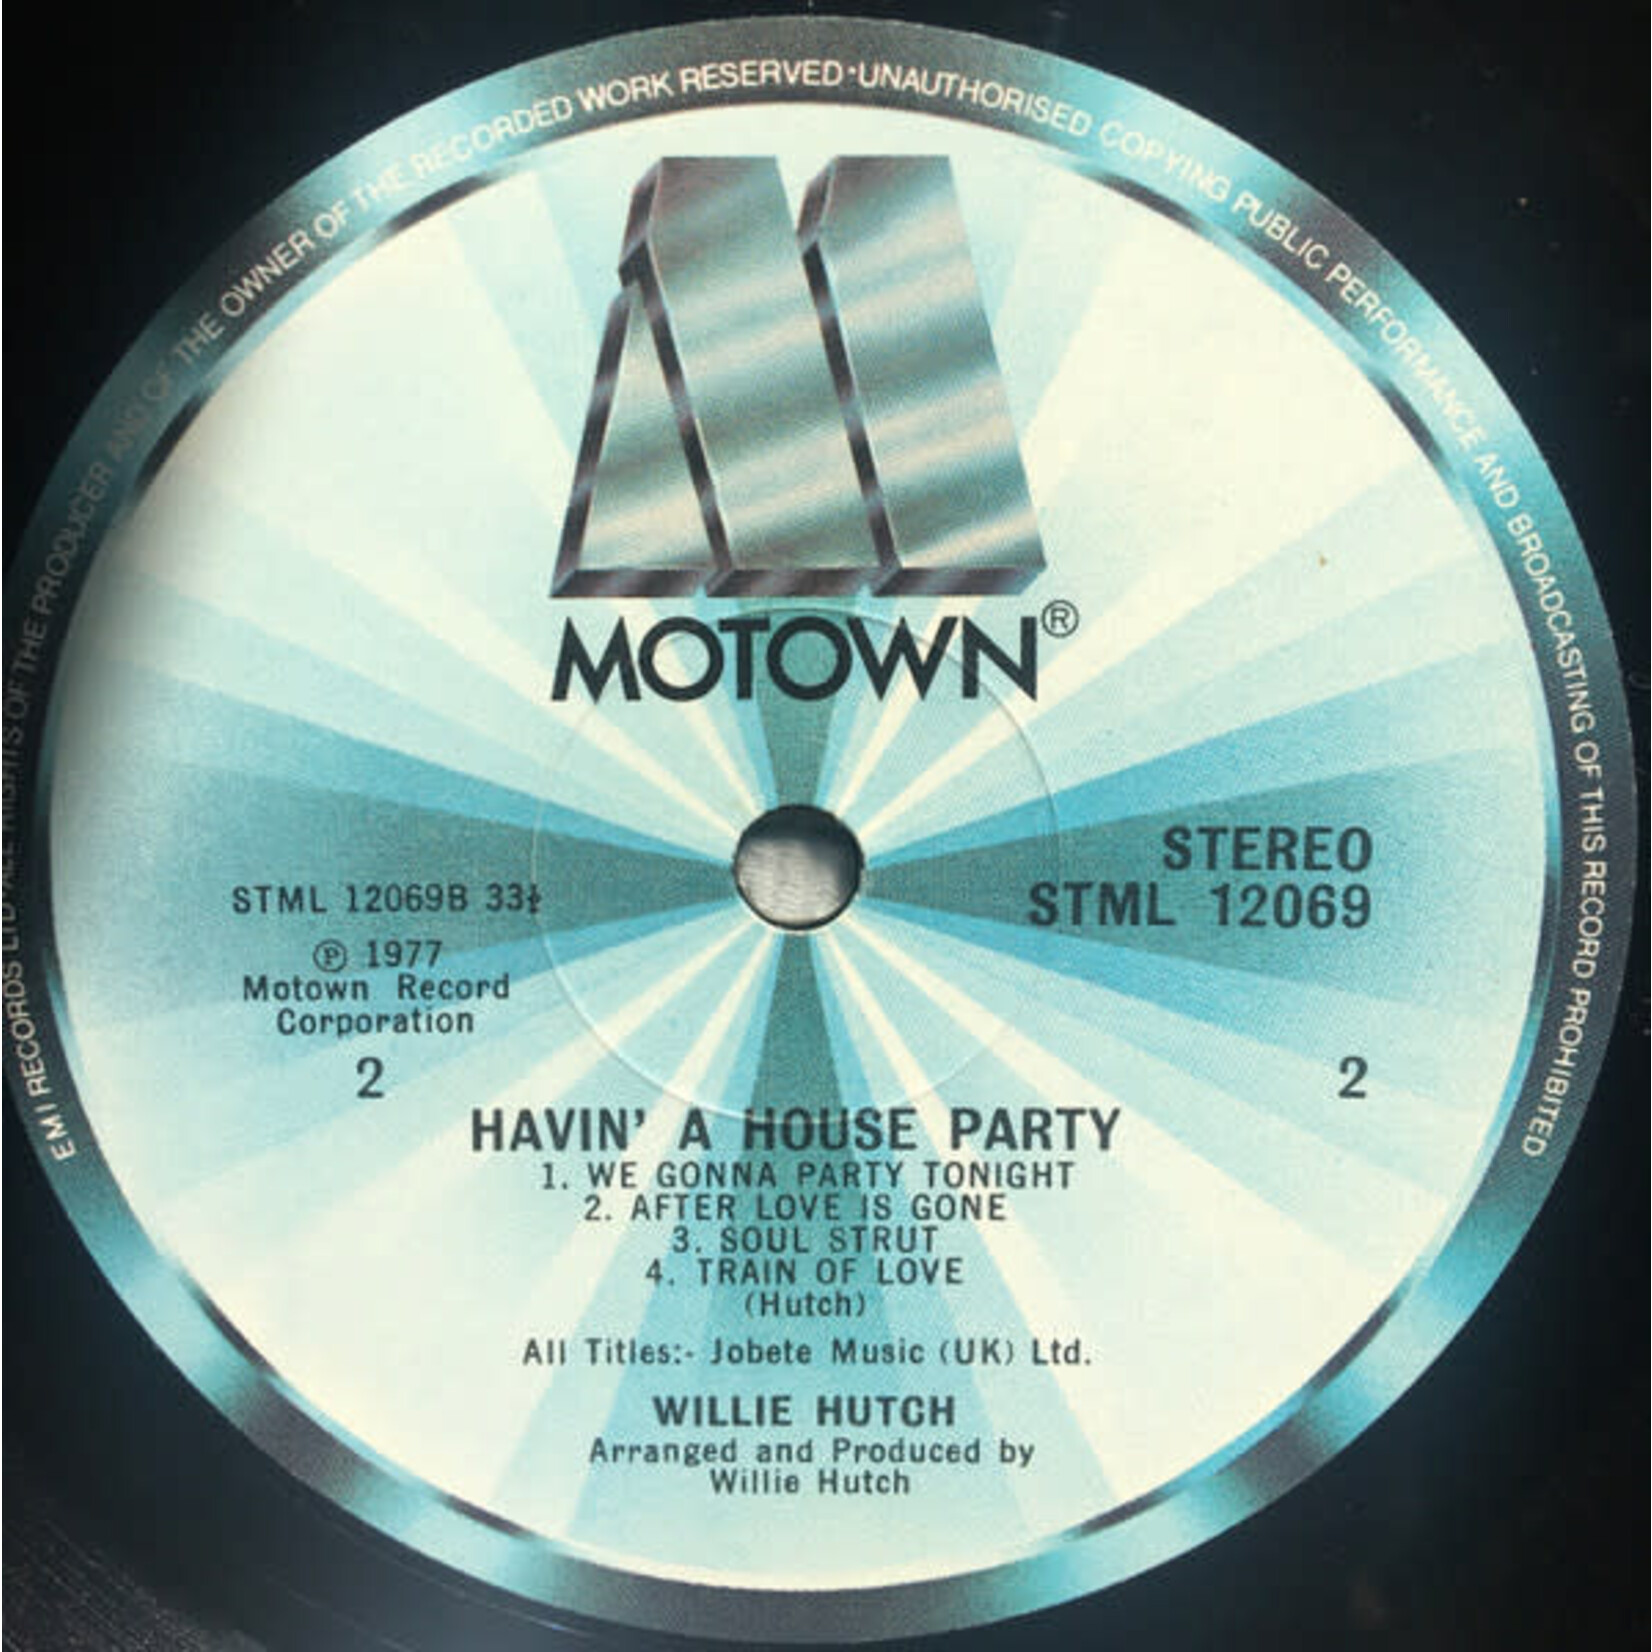 EMI RECORDS LTD. ALL RIGHTS OF THE PRODUCER AND OF THE OWNER OF THE RECORDED WORK RESERVED·UNAUTHORISED COPYING PUBLIC PERFORMANCE AND BROADCASTING OF THIS RECORD PROHIBITED
MOTOWN®
STEREO
STML 12069B 33⅓
STML 12069
℗ 1977
Motown Record
Corporation
2
2
HAVIN' A HOUSE PARTY
1. WE GONNA PARTY TONIGHT
2. AFTER LOVE IS GONE
3. SOUL STRUT
4. TRAIN OF LOVE
(Hutch)
All Titles:- Jobete Music (UK) Ltd.
WILLIE HUTCH
Arranged and Produced by
Willie Hutch